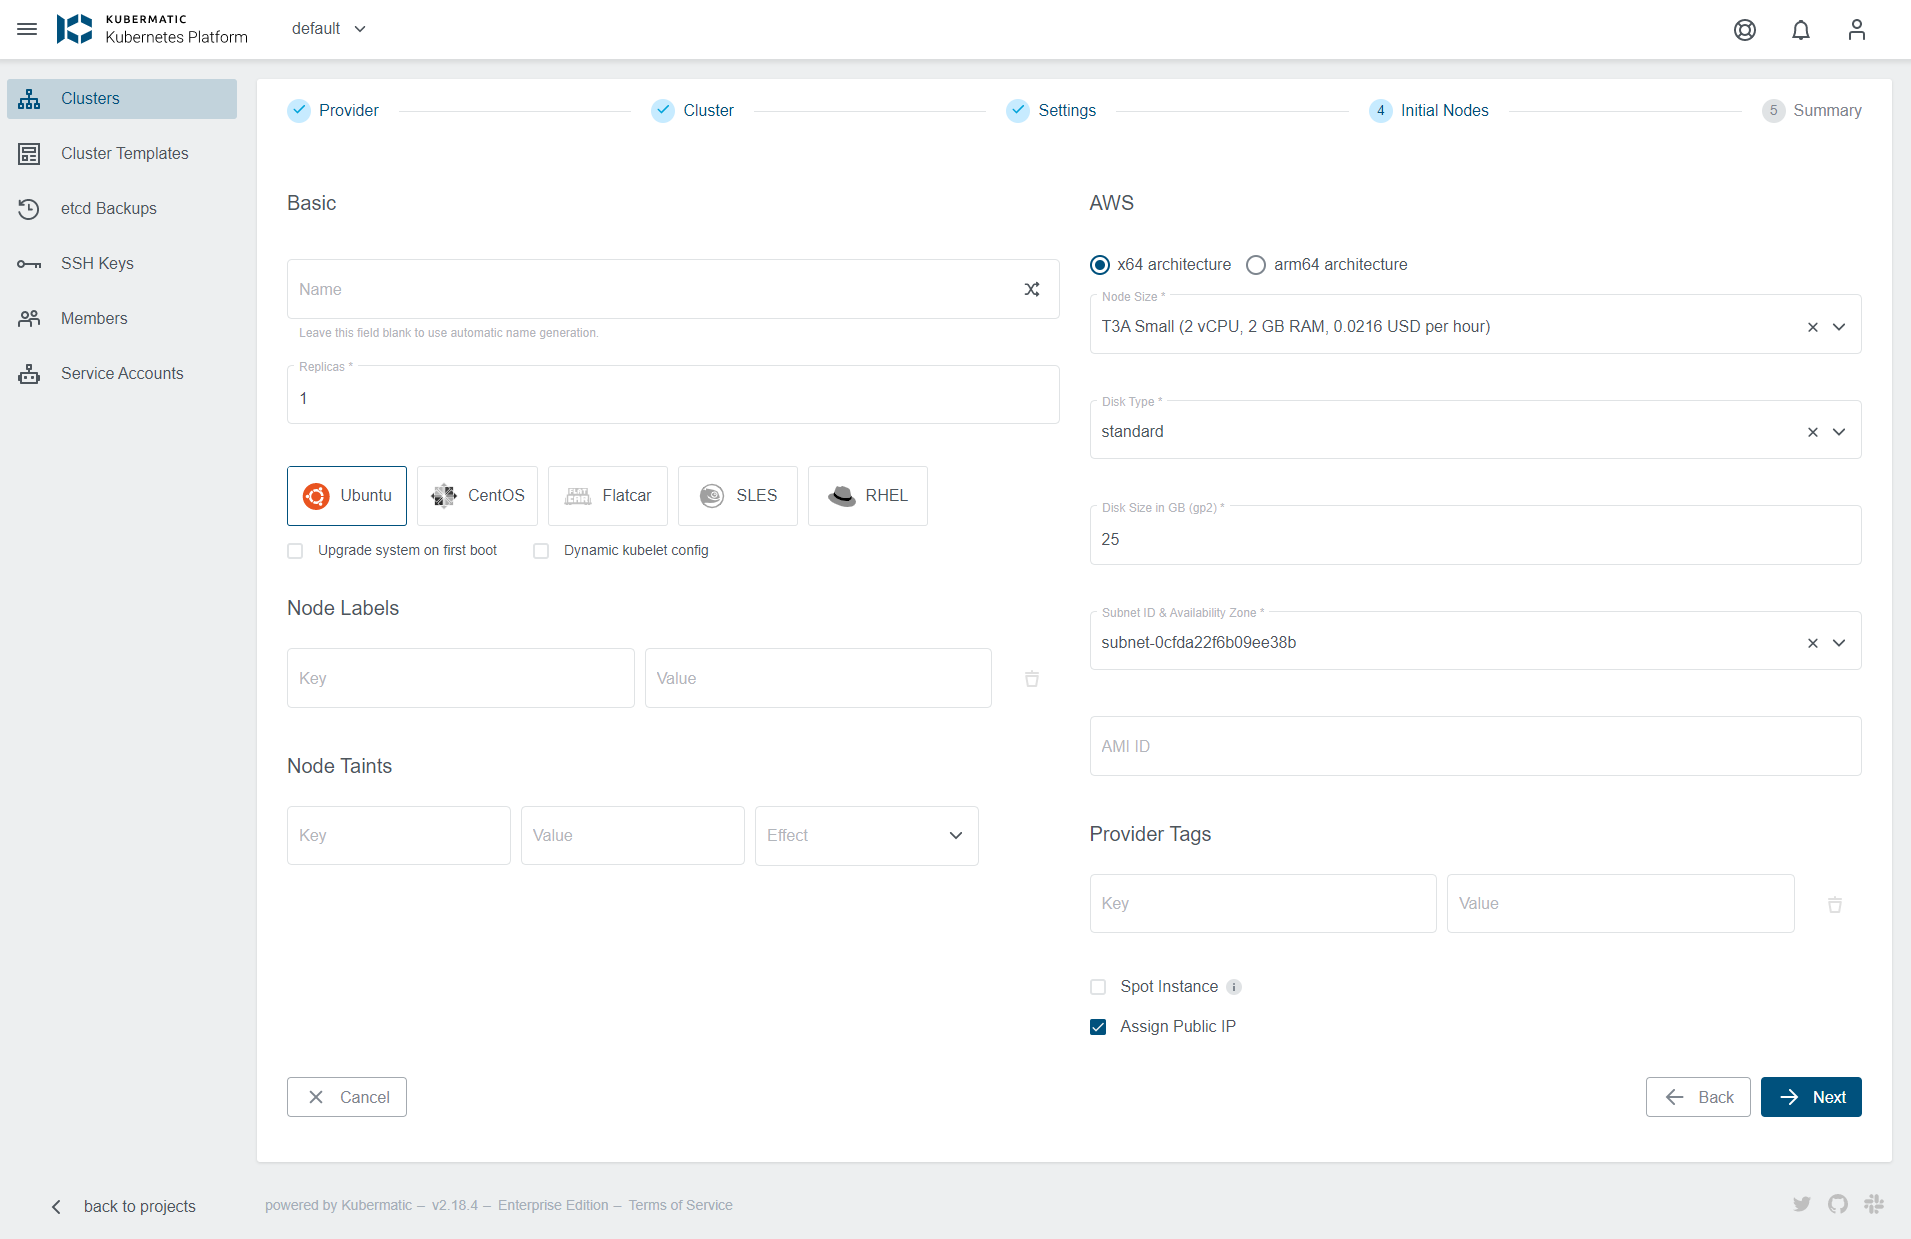 KUBERMATIC
Kubernetes Platform
default
Clusters
Cluster Templates
etcd Backups
SSH Keys
Members
Service Accounts
Provider
Cluster
Settings
4
Initial Nodes
5
Summary
Basic
Name
Leave this field blank to use automatic name generation.
Replicas *
1
Ubuntu
CentOS
FLAT CAR
Flatcar
SLES
RHEL
Upgrade system on first boot
Dynamic kubelet config
Node Labels
Key
Value
Node Taints
Key
Value
Effect
AWS
x64 architecture
arm64 architecture
Node Size *
T3A Small (2 vCPU, 2 GB RAM, 0.0216 USD per hour)
Disk Type *
standard
Disk Size in GB (gp2) *
25
Subnet ID & Availability Zone *
subnet-0cfda22f6b09ee38b
AMI ID
Provider Tags
Key
Value
Spot Instance i
Assign Public IP
Cancel
Back
Next
back to projects
powered by Kubermatic – v2.18.4 – Enterprise Edition – Terms of Service